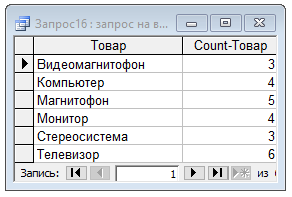 Запрос16 : запрос на в...
Товар Count-Товар
Видеомагнитофон 3
Компьютер 4
Магнитофон 5
Монитор 4
Стереосистема 3
Телевизор 6
Запись: 1 из